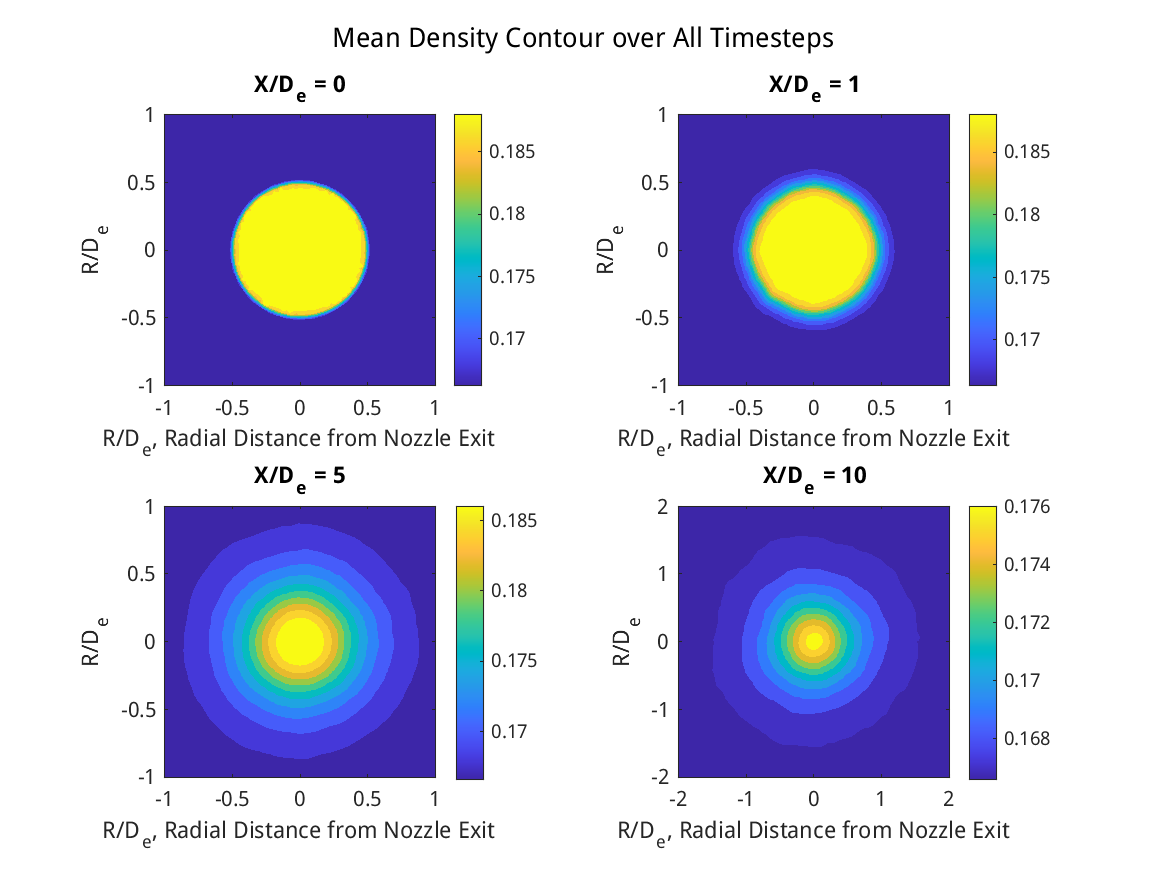 Mean Density Contour over All Timesteps
X/Dₑ = 0
1
0.5
0
-0.5
-1
R/Dₑ
-1 -0.5 0 0.5 1
R/Dₑ, Radial Distance from Nozzle Exit
0.185
0.18
0.175
0.17
X/Dₑ = 1
1
0.5
0
-0.5
-1
R/Dₑ
-1 -0.5 0 0.5 1
R/Dₑ, Radial Distance from Nozzle Exit
0.185
0.18
0.175
0.17
X/Dₑ = 5
1
0.5
0
-0.5
-1
R/Dₑ
-1 -0.5 0 0.5 1
R/Dₑ, Radial Distance from Nozzle Exit
0.185
0.18
0.175
0.17
X/Dₑ = 10
2
1
0
-1
-2
R/Dₑ
-2 -1 0 1 2
R/Dₑ, Radial Distance from Nozzle Exit
0.176
0.174
0.172
0.17
0.168